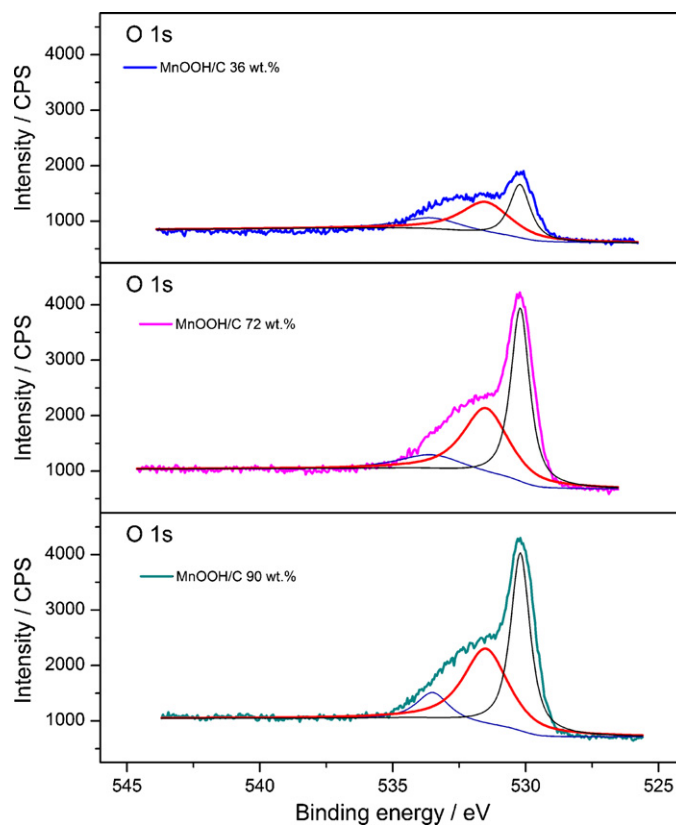 O 1s
MnOOH/C 36 wt.%
Intensity / CPS
4000
3000
2000
1000
O 1s
MnOOH/C 72 wt.%
Intensity / CPS
4000
3000
2000
1000
O 1s
MnOOH/C 90 wt.%
Intensity / CPS
4000
3000
2000
1000
545 540 535 530 525
Binding energy / eV